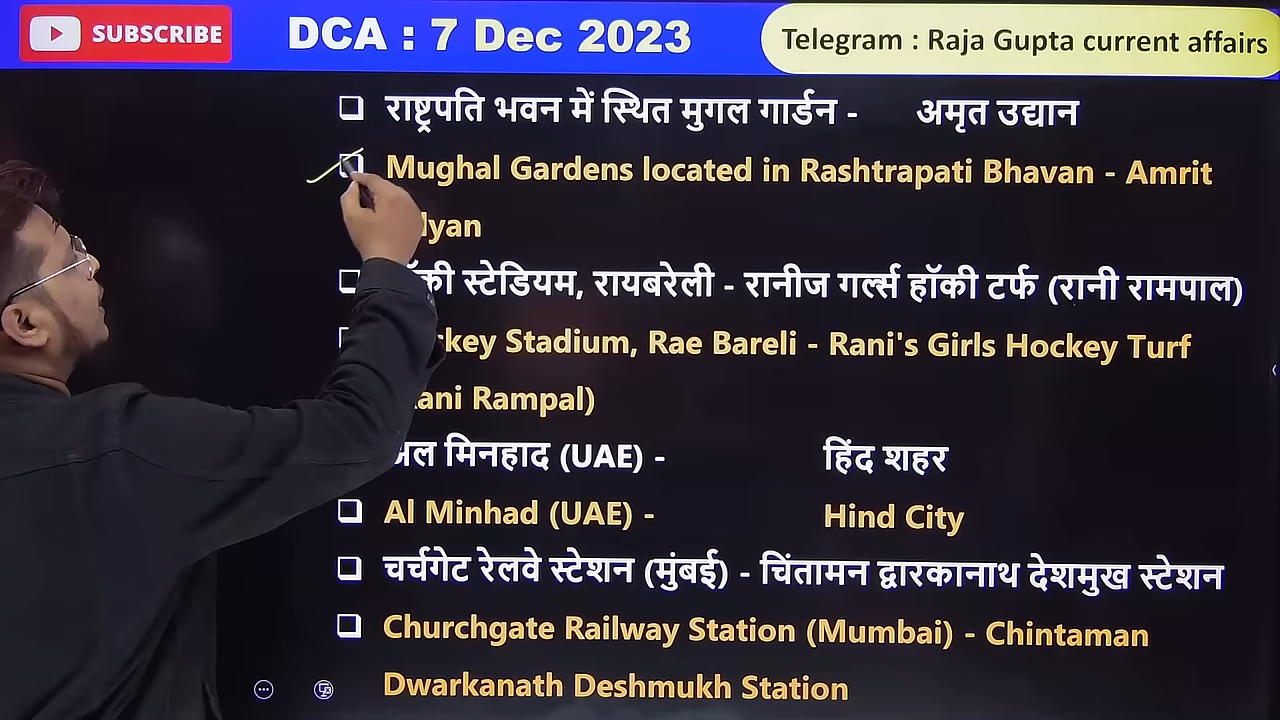 SUBSCRIBE
DCA : 7 Dec 2023
Telegram : Raja Gupta current affairs
राष्ट्रपति भवन में स्थित मुगल गार्डन - अमृत उद्यान
Mughal Gardens located in Rashtrapati Bhavan - Amrit
स्टेडियम, रायबरेली - रानीज गर्ल्स हॉकी टर्फ (रानी रामपाल)
Stadium, Rae Bareli - Rani's Girls Hockey Turf
Rampal)
अल मिनहाद (UAE) - हिंद शहर
Al Minhad (UAE) - Hind City
चर्चगेट रेलवे स्टेशन (मुंबई) - चिंतामन द्वारकानाथ देशमुख स्टेशन
Churchgate Railway Station (Mumbai) - Chintaman
Dwarkanath Deshmukh Station